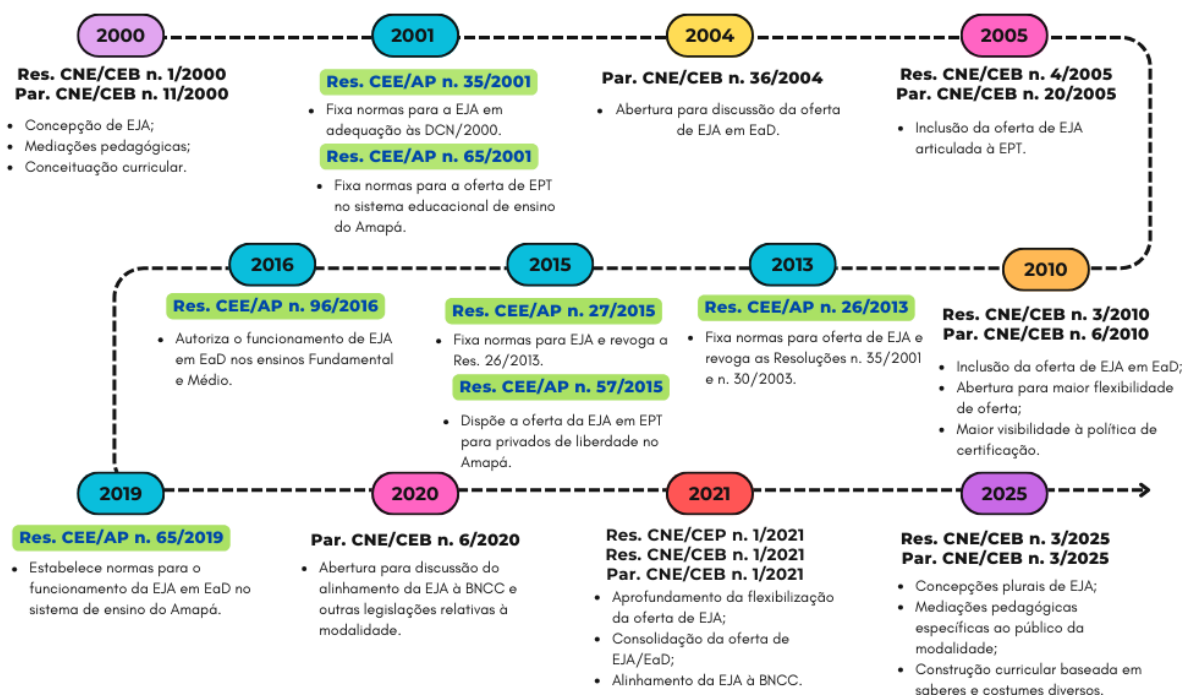 2000
Res. CNE/CEB n. 1/2000
Par. CNE/CEB n. 11/2000
• Concepção de EJA;
• Mediações pedagógicas;
• Conceituação curricular.
2001
Res. CEE/AP n. 35/2001
• Fixa normas para a EJA em
adequação às DCN/2000.
Res. CEE/AP n. 65/2001
• Fixa normas para a oferta de EPT
no sistema educacional de ensino
do Amapá.
2004
Par. CNE/CEB n. 36/2004
• Abertura para discussão da oferta
de EJA em EaD.
2005
Res. CNE/CEB n. 4/2005
Par. CNE/CEB n. 20/2005
• Inclusão da oferta de EJA
articulada à EPT.
2010
Res. CNE/CEB n. 3/2010
Par. CNE/CEB n. 6/2010
• Inclusão da oferta de EJA em EaD;
• Abertura para maior flexibilidade
de oferta;
• Maior visibilidade à política de
certificação.
2013
Res. CEE/AP n. 26/2013
• Fixa normas para oferta de EJA e
revoga as Resoluções n. 35/2001
e n. 30/2003.
2015
Res. CEE/AP n. 27/2015
• Fixa normas para EJA e revoga a
Res. 26/2013.
Res. CEE/AP n. 57/2015
• Dispõe a oferta da EJA em EPT
para privados de liberdade no
Amapá.
2016
Res. CEE/AP n. 96/2016
• Autoriza o funcionamento de EJA
em EaD nos ensinos Fundamental
e Médio.
2019
Res. CEE/AP n. 65/2019
• Estabelece normas para o
funcionamento da EJA em EaD no
sistema de ensino do Amapá.
2020
Par. CNE/CEB n. 6/2020
• Abertura para discussão do
alinhamento da EJA à BNCC e
outras legislações relativas à
modalidade.
2021
Res. CNE/CEP n. 1/2021
Res. CNE/CEB n. 1/2021
Par. CNE/CEB n. 1/2021
• Aprofundamento da flexibilização
da oferta de EJA;
• Consolidação da oferta de
EJA/EaD;
• Alinhamento da EJA à BNCC.
2025
Res. CNE/CEB n. 3/2025
Par. CNE/CEB n. 3/2025
• Concepções plurais de EJA;
• Mediações pedagógicas
específicas ao público da
modalidade;
• Construção curricular baseada em
saberes e costumes diversos.